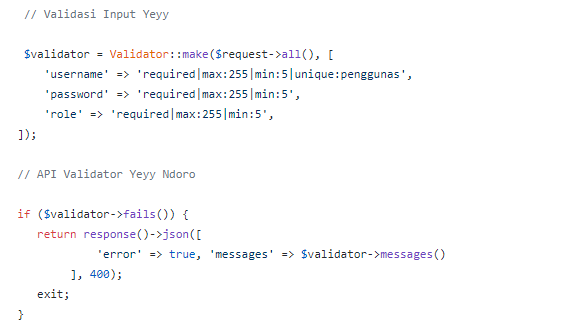 // Validasi Input Yeyy
$validator = Validator::make($request->all(), [
'username' => 'required|max:255|min:5|unique:penggunas',
'password' => 'required|max:255|min:5',
'role' => 'required|max:255|min:5',
]);
// API Validator Yeyy Ndoro
if ($validator->fails()) {
return response()->json([
'error' => true, 'messages' => $validator->messages()
], 400);
exit;
}